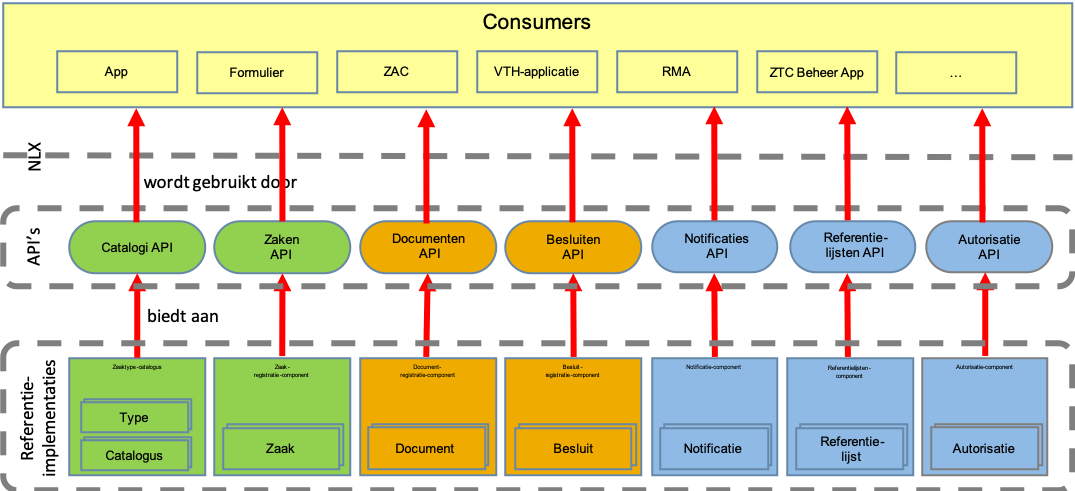 Consumers
App
Formulier
ZAC
VTH-applicatie
RMA
ZTC Beheer App
...
NLX
wordt gebruikt door
API's
Catalogi API
Zaken
API
Documenten
API
Besluiten
API
Notificaties
API
Referentie-
lijsten API
Autorisatie
API
biedt aan
Referentie-
implementaties
Zaaktype-catalogus
Type
Catalogus
Zaak-
registratie-component
Zaak
Document-
registratie-component
Document
Besluit-
registratie-component
Besluit
Notificatie-component
Notificatie
Referentielijsten-
component
Referentie-
lijst
Autorisatie-component
Autorisatie